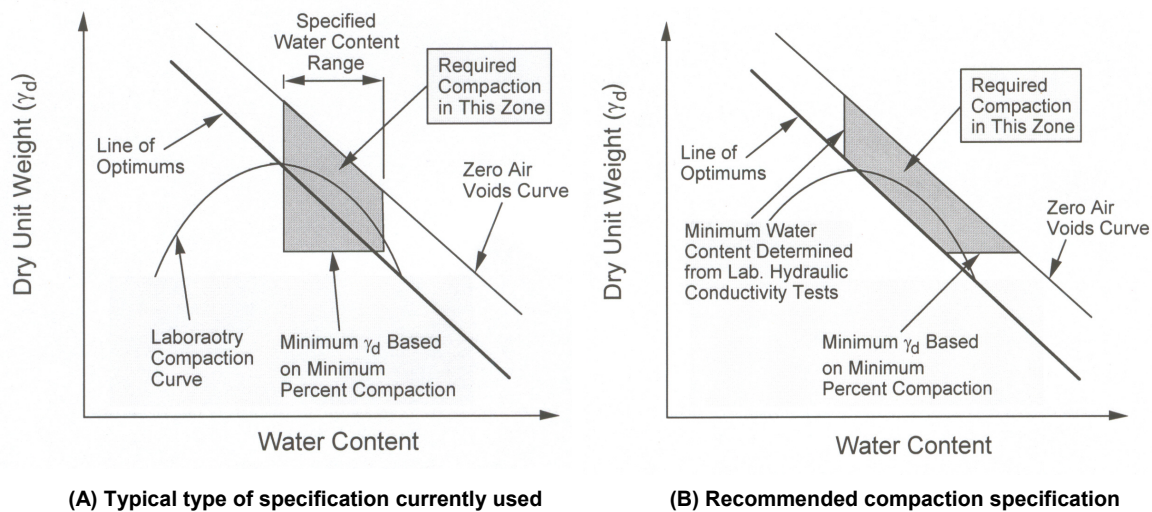 Specified
Water Content
Range
Required
Compaction
in This Zone
Line of
Optimums
Zero Air
Voids Curve
Dry Unit Weight (γd)
Laboraotry
Compaction
Curve
Minimum γd Based
on Minimum
Percent Compaction
Water Content
(A) Typical type of specification currently used
Required
Compaction
in This Zone
Line of
Optimums
Zero Air
Voids Curve
Dry Unit Weight (γd)
Minimum Water
Content Determined
from Lab. Hydraulic
Conductivity Tests
Minimum γd Based
on Minimum
Percent Compaction
Water Content
(B) Recommended compaction specification